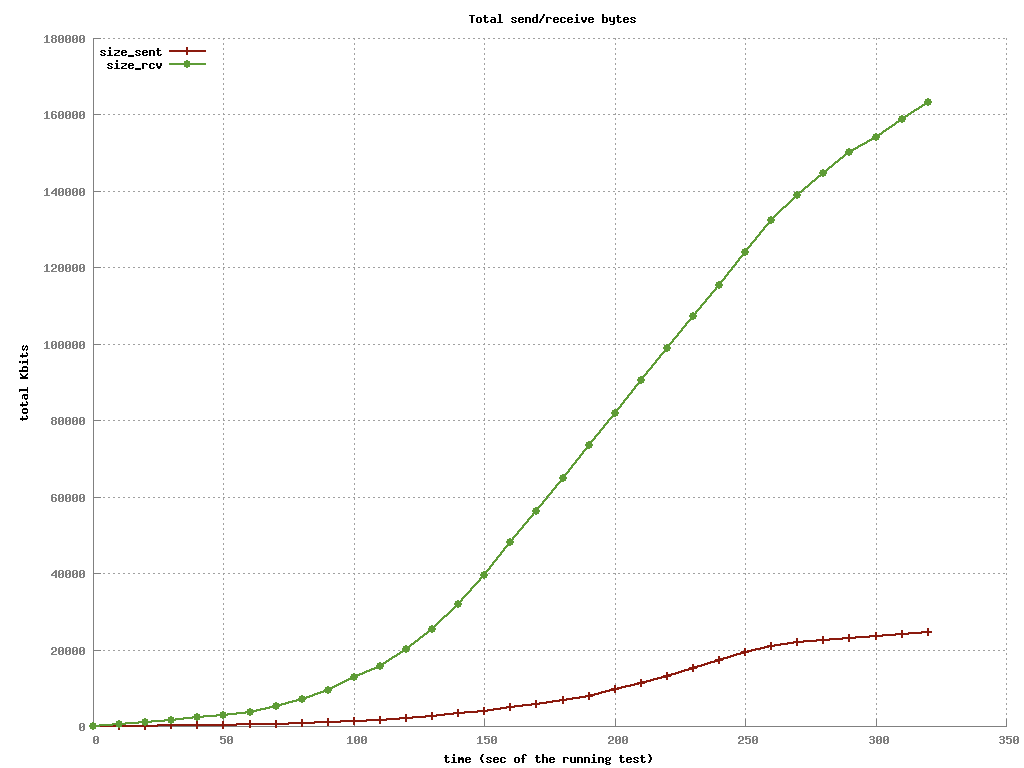 Total send/receive bytes
size_sent
size_rcv
180000
160000
140000
120000
100000
80000
60000
40000
20000
0
total Kbits
0 50 100 150 200 250 300 350
time (sec of the running test)